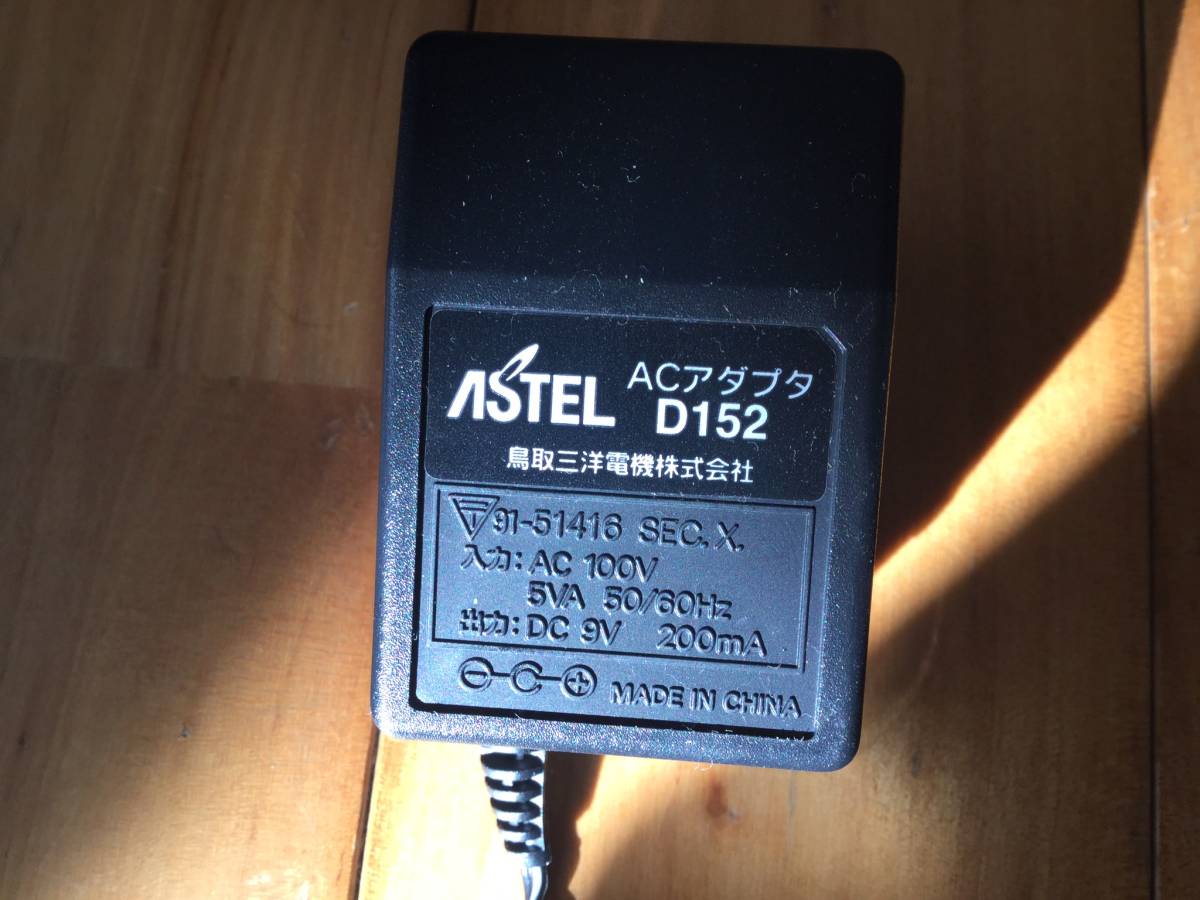 ASTEL ACアダプタ
D152
鳥取三洋電機株式会社
91-51416 SEC.X.
入力: AC 100V
5VA 50/60Hz
出力: DC 9V 200mA
MADE IN CHINA